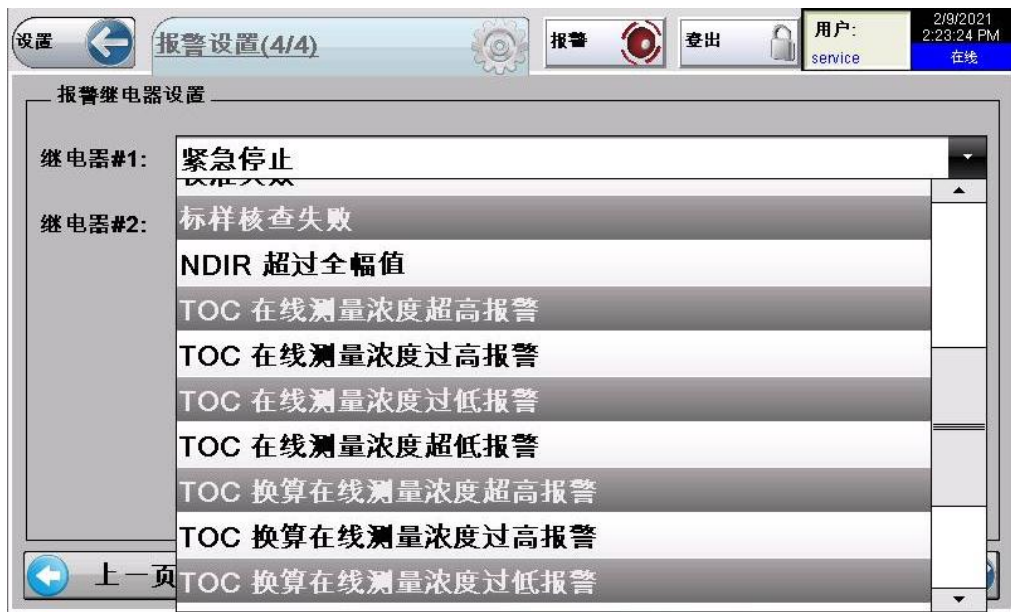 设置
报警设置(4/4)
报警
登出
用户:
service
2/9/2021
2:23:24 PM
在线
报警继电器设置
继电器#1:
紧急停止
校准失败
继电器#2:
标样核查失败
NDIR 超过全幅值
TOC 在线测量浓度超高报警
TOC 在线测量浓度过高报警
TOC 在线测量浓度过低报警
TOC 在线测量浓度超低报警
TOC 换算在线测量浓度超高报警
TOC 换算在线测量浓度过高报警
上一页
TOC 换算在线测量浓度过低报警